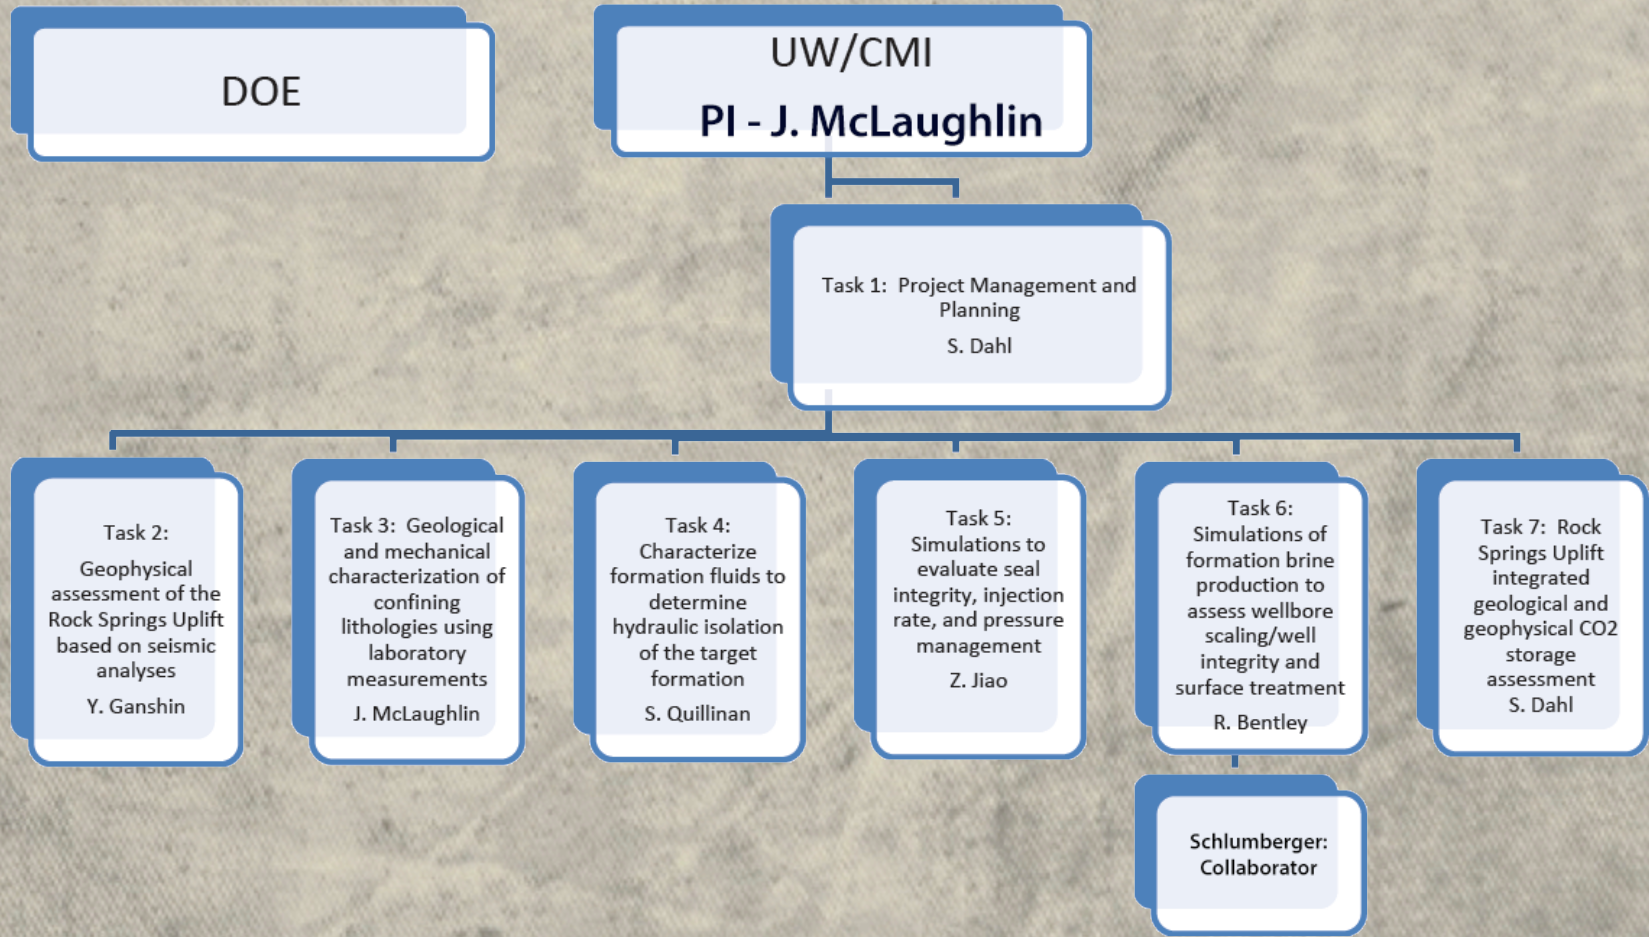 DOE
UW/CMI
PI - J. McLaughlin
Task 1: Project Management and
Planning
S. Dahl
Task 2:
Geophysical
assessment of the
Rock Springs Uplift
based on seismic
analyses
Y. Ganshin
Task 3: Geological
and mechanical
characterization of
confining
lithologies using
laboratory
measurements
J. McLaughlin
Task 4:
Characterize
formation fluids to
determine
hydraulic isolation
of the target
formation
S. Quillinan
Task 5:
Simulations to
evaluate seal
integrity, injection
rate, and pressure
management
Z. Jiao
Task 6:
Simulations of
formation brine
production to
assess wellbore
scaling/well
integrity and
surface treatment
R. Bentley
Task 7: Rock
Springs Uplift
integrated
geological and
geophysical CO2
storage
assessment
S. Dahl
Schlumberger:
Collaborator